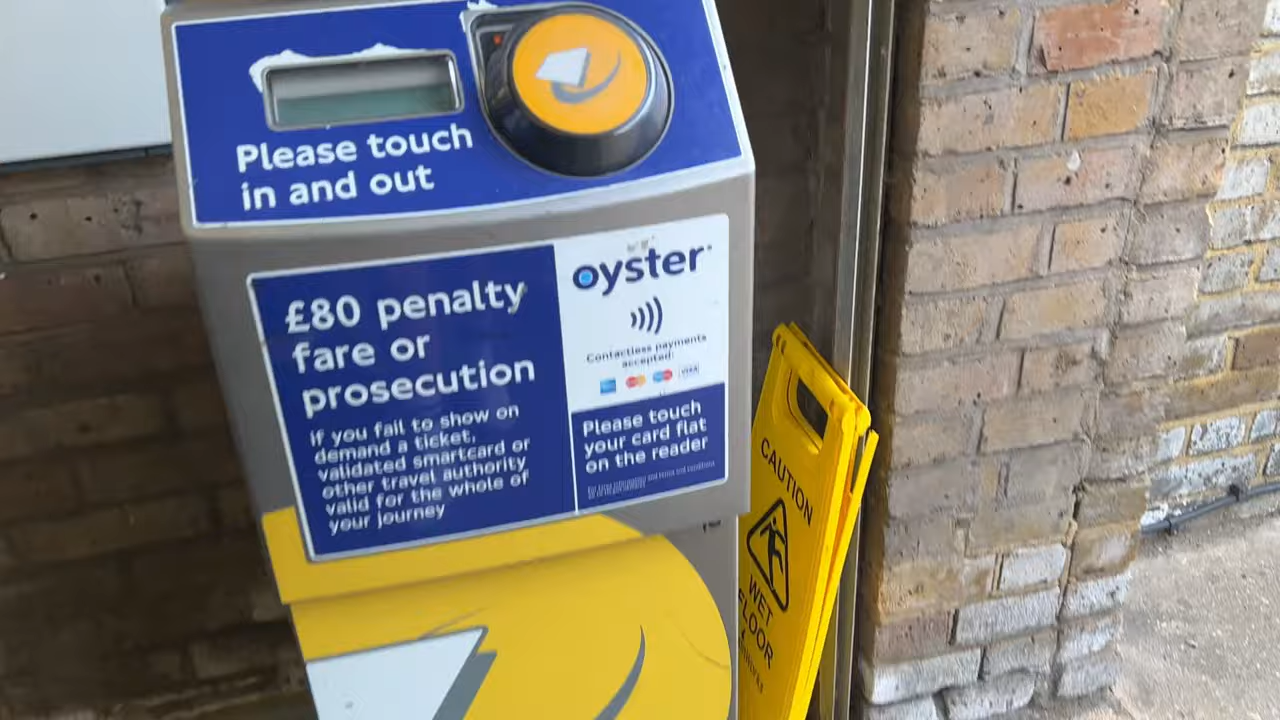 Please touch
in and out
£80 penalty
fare or
prosecution
If you fail to show on
demand a ticket,
validated smartcard or
other travel authority
valid for the whole of
your journey
oyster
Contactless payments
accepted:
VISA
Please touch
your card flat
on the reader
CAUTION
WET
FLOOR